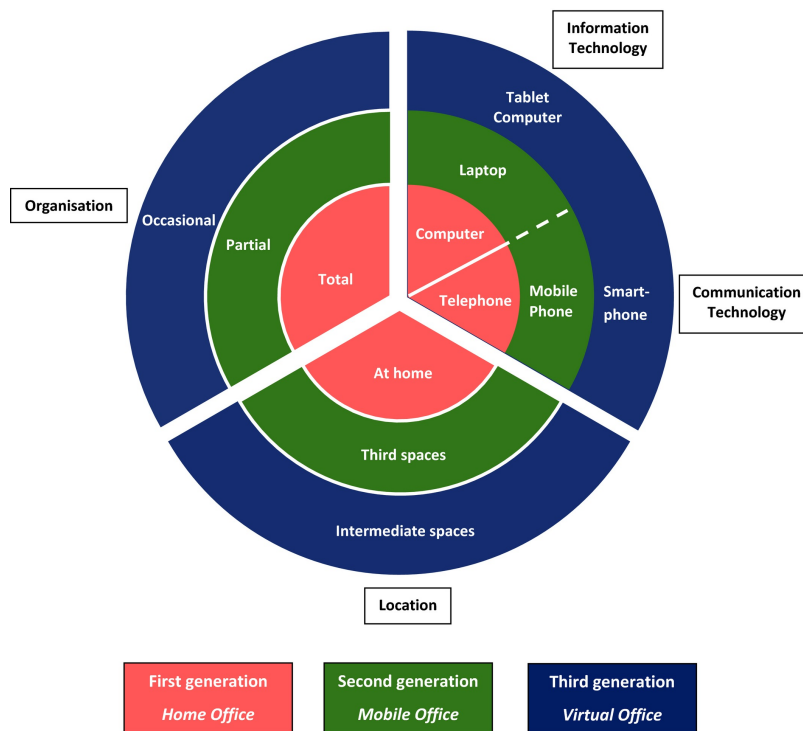 Information
Technology
Tablet
Computer
Laptop
Organisation
Occasional
Partial
Computer
Total
Telephone
Mobile
Phone
Smart-
phone
Communication
Technology
At home
Third spaces
Intermediate spaces
Location
First generation
Home Office
Second generation
Mobile Office
Third generation
Virtual Office